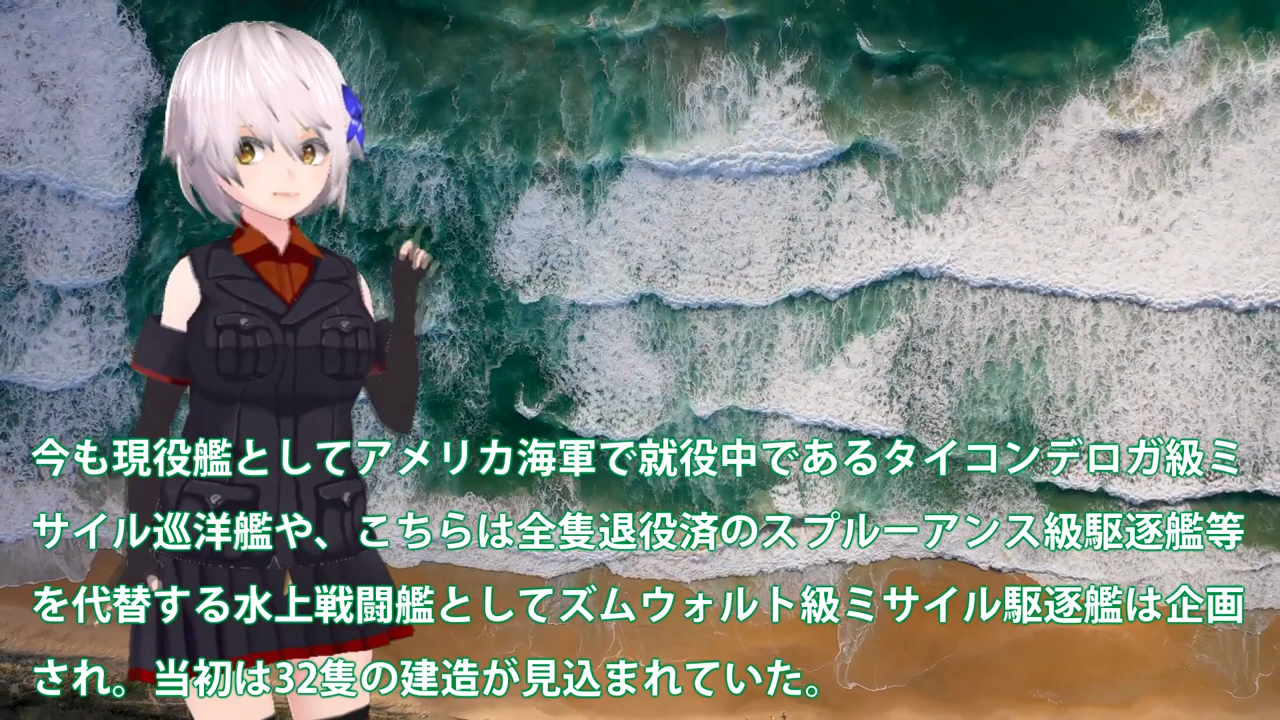 今も現役艦としてアメリカ海軍で就役中であるタイコンデロガ級ミ
サイル巡洋艦や、こちらは全隻退役済のスプルーアンス級駆逐艦等
を代替する水上戦闘艦としてズムウォルト級ミサイル駆逐艦は企画
され。当初は32隻の建造が見込まれていた。